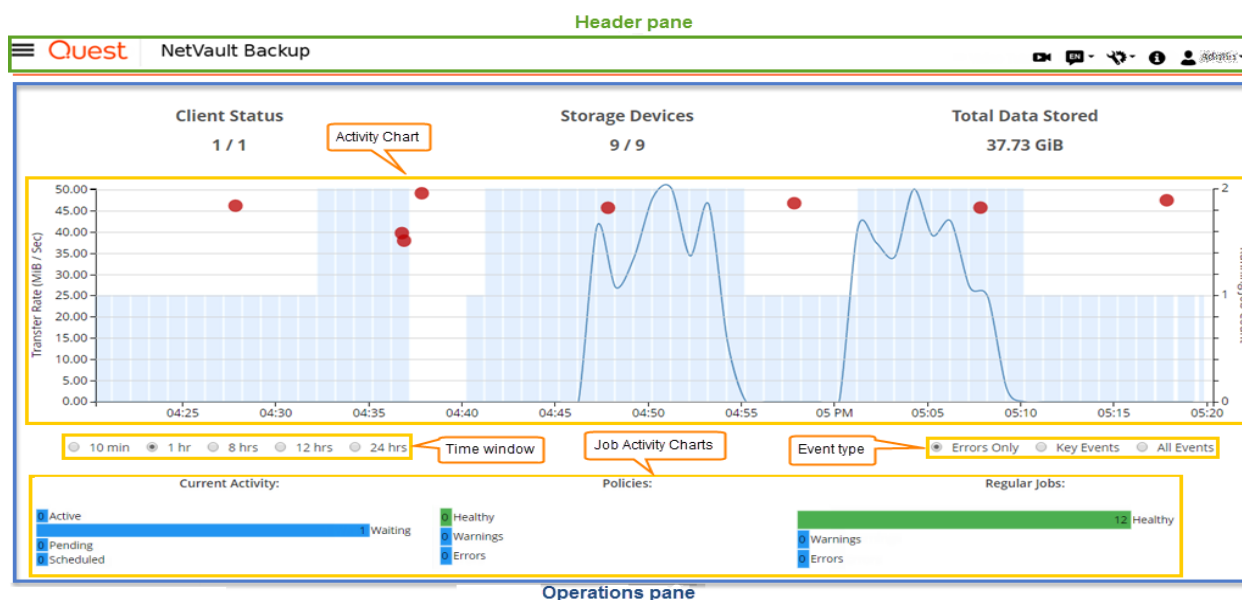 Header pane
Quest NetVault Backup
EN
Client Status
1 / 1
Storage Devices
9 / 9
Total Data Stored
37.73 GiB
Activity Chart
Transfer Rate (MiB / Sec)
50.00
45.00
40.00
35.00
30.00
25.00
20.00
15.00
10.00
5.00
0.00
2
1
0
04:25 04:30 04:35 04:40 04:45 04:50 04:55 05 PM 05:05 05:10 05:15 05:20
10 min 1 hr 8 hrs 12 hrs 24 hrs
Time window
Job Activity Charts
Event type
Errors Only Key Events All Events
Current Activity:
0 Active
1 Waiting
0 Pending
0 Scheduled
Policies:
0 Healthy
0 Warnings
0 Errors
Regular Jobs:
12 Healthy
0 Warnings
0 Errors
Operations pane